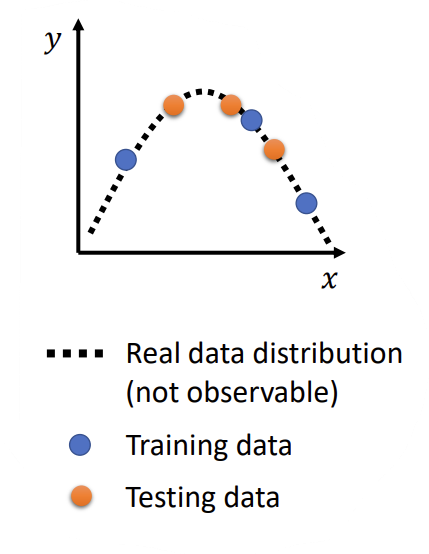 y
x
Real data distribution
(not observable)
Training data
Testing data